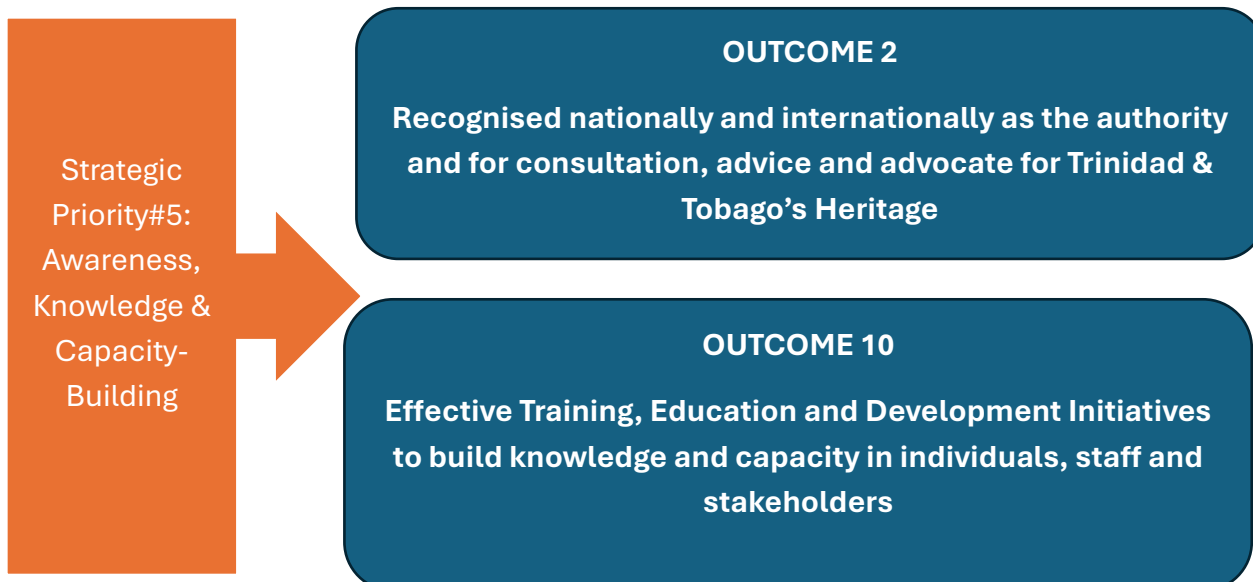 Strategic
Priority#5:
Awareness,
Knowledge &
Capacity-
Building
OUTCOME 2
Recognised nationally and internationally as the authority
and for consultation, advice and advocate for Trinidad &
Tobago’s Heritage
OUTCOME 10
Effective Training, Education and Development Initiatives
to build knowledge and capacity in individuals, staff and
stakeholders